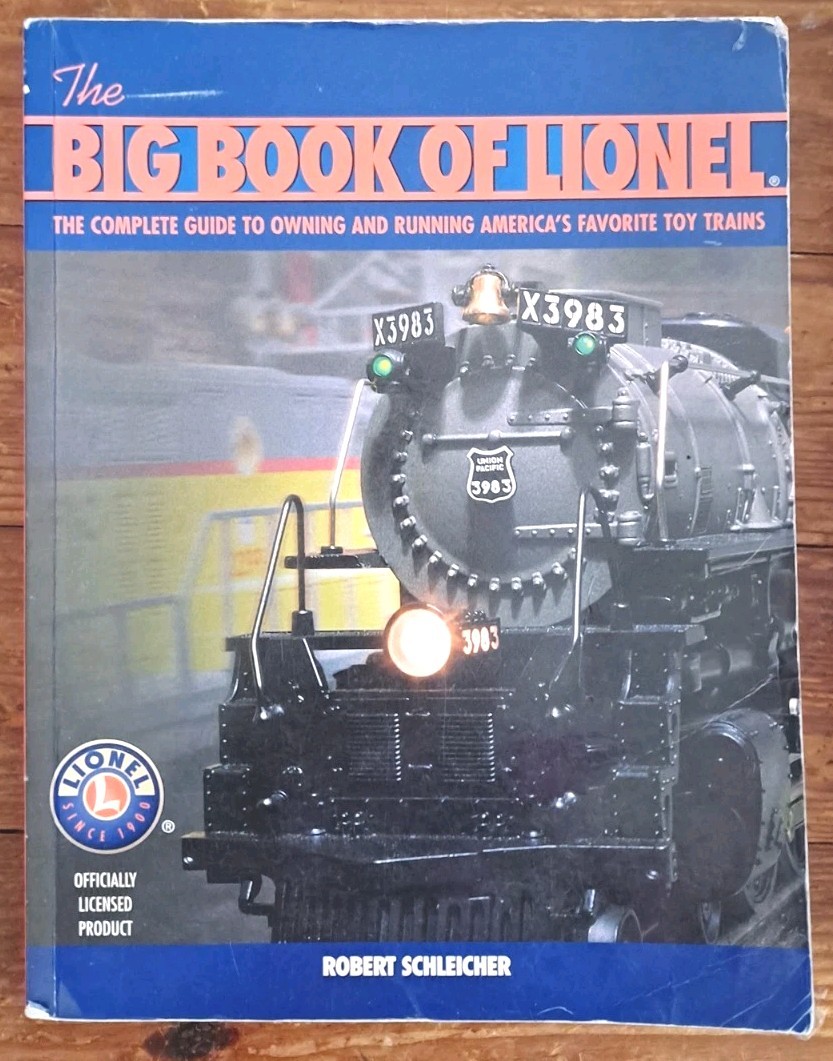 The
BIG BOOK OF LIONEL®
THE COMPLETE GUIDE TO OWNING AND RUNNING AMERICA'S FAVORITE TOY TRAINS
X3983
X3983
UNION
PACIFIC
3983
3983
LIONEL
L
SINCE 1900
®
OFFICIALLY
LICENSED
PRODUCT
ROBERT SCHLEICHER